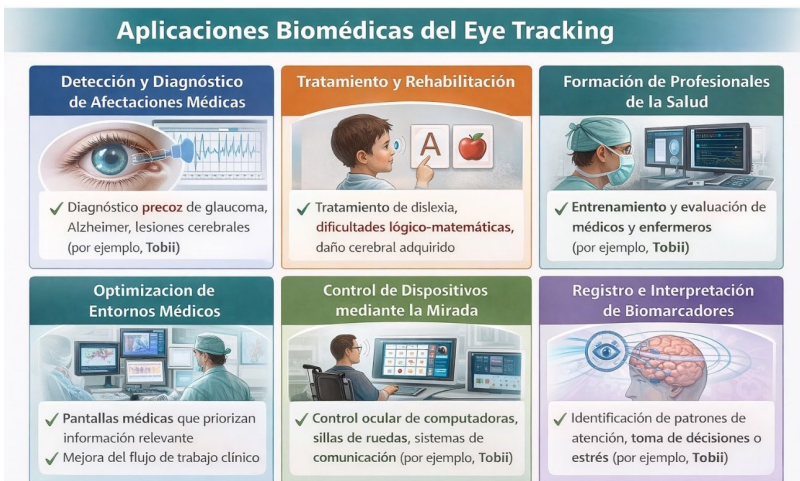 Aplicaciones Biomédicas del Eye Tracking
Detección y Diagnóstico
de Afectaciones Médicas
✓ Diagnóstico precoz de glaucoma,
Alzheimer, lesiones cerebrales
(por ejemplo, Tobii)
Tratamiento y Rehabilitación
A
✓ Tratamiento de dislexia,
dificultades lógico-matemáticas,
daño cerebral adquirido
Formación de Profesionales
de la Salud
✓ Entrenamiento y evaluación de
médicos y enfermeros
(por ejemplo, Tobii)
Optimizacion de
Entornos Médicos
✓ Pantallas médicas que priorizan
información relevante
✓ Mejora del flujo de trabajo clínico
Control de Dispositivos
mediante la Mirada
✓ Control ocular de computadoras,
sillas de ruedas, sistemas de
comunicación (por ejemplo, Tobii)
Registro e Interpretación
de Biomarcadores
✓ Identificación de patrones de
atención, toma de décisiones o
estrés (por ejemplo, Tobii)